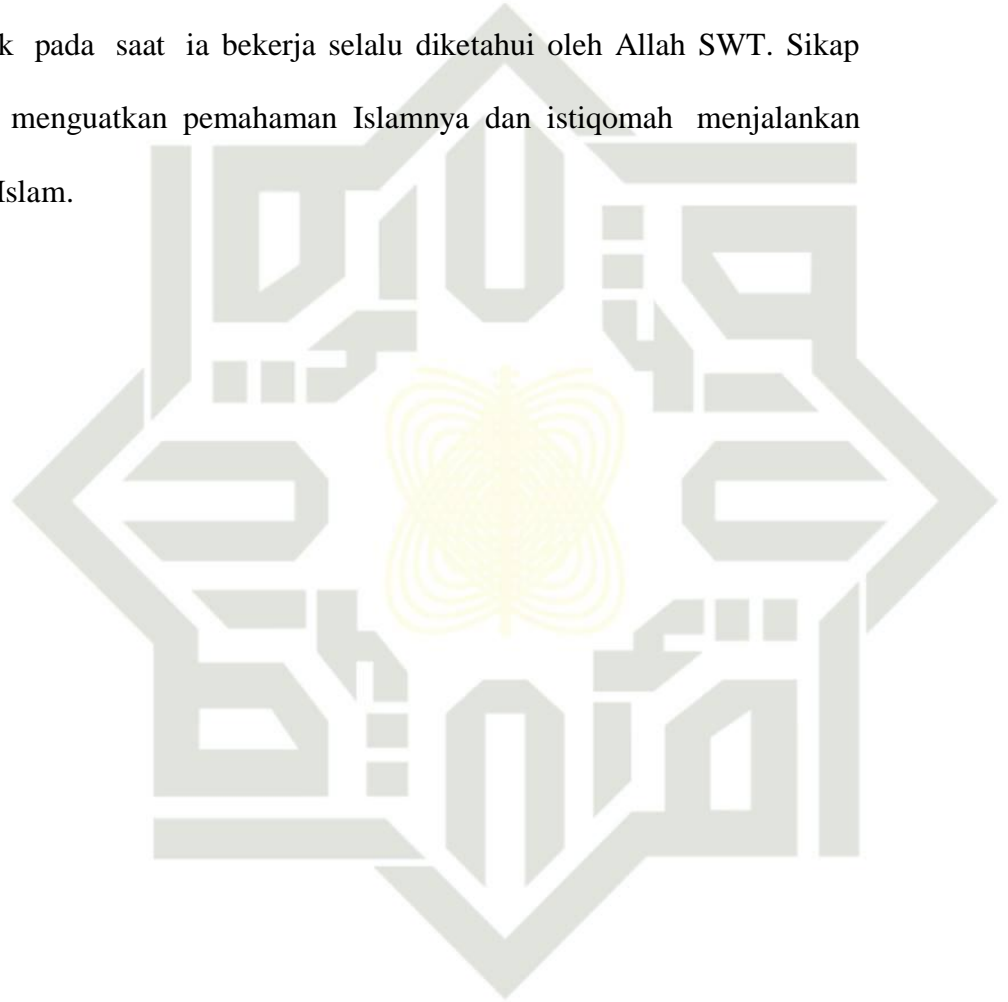 k pada saat ia bekerja selalu diketahui oleh Allah SWT. Sikap
menguatkan pemahaman Islamnya dan istiqomah menjalankan
Islam.